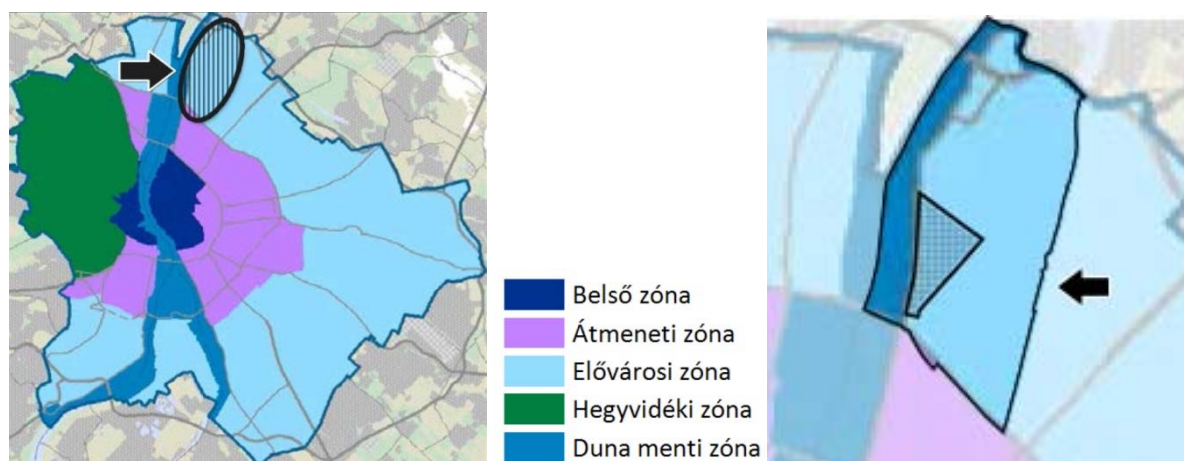 Belső zóna
Átmeneti zóna
Elővárosi zóna
Hegyvidéki zóna
Duna menti zóna